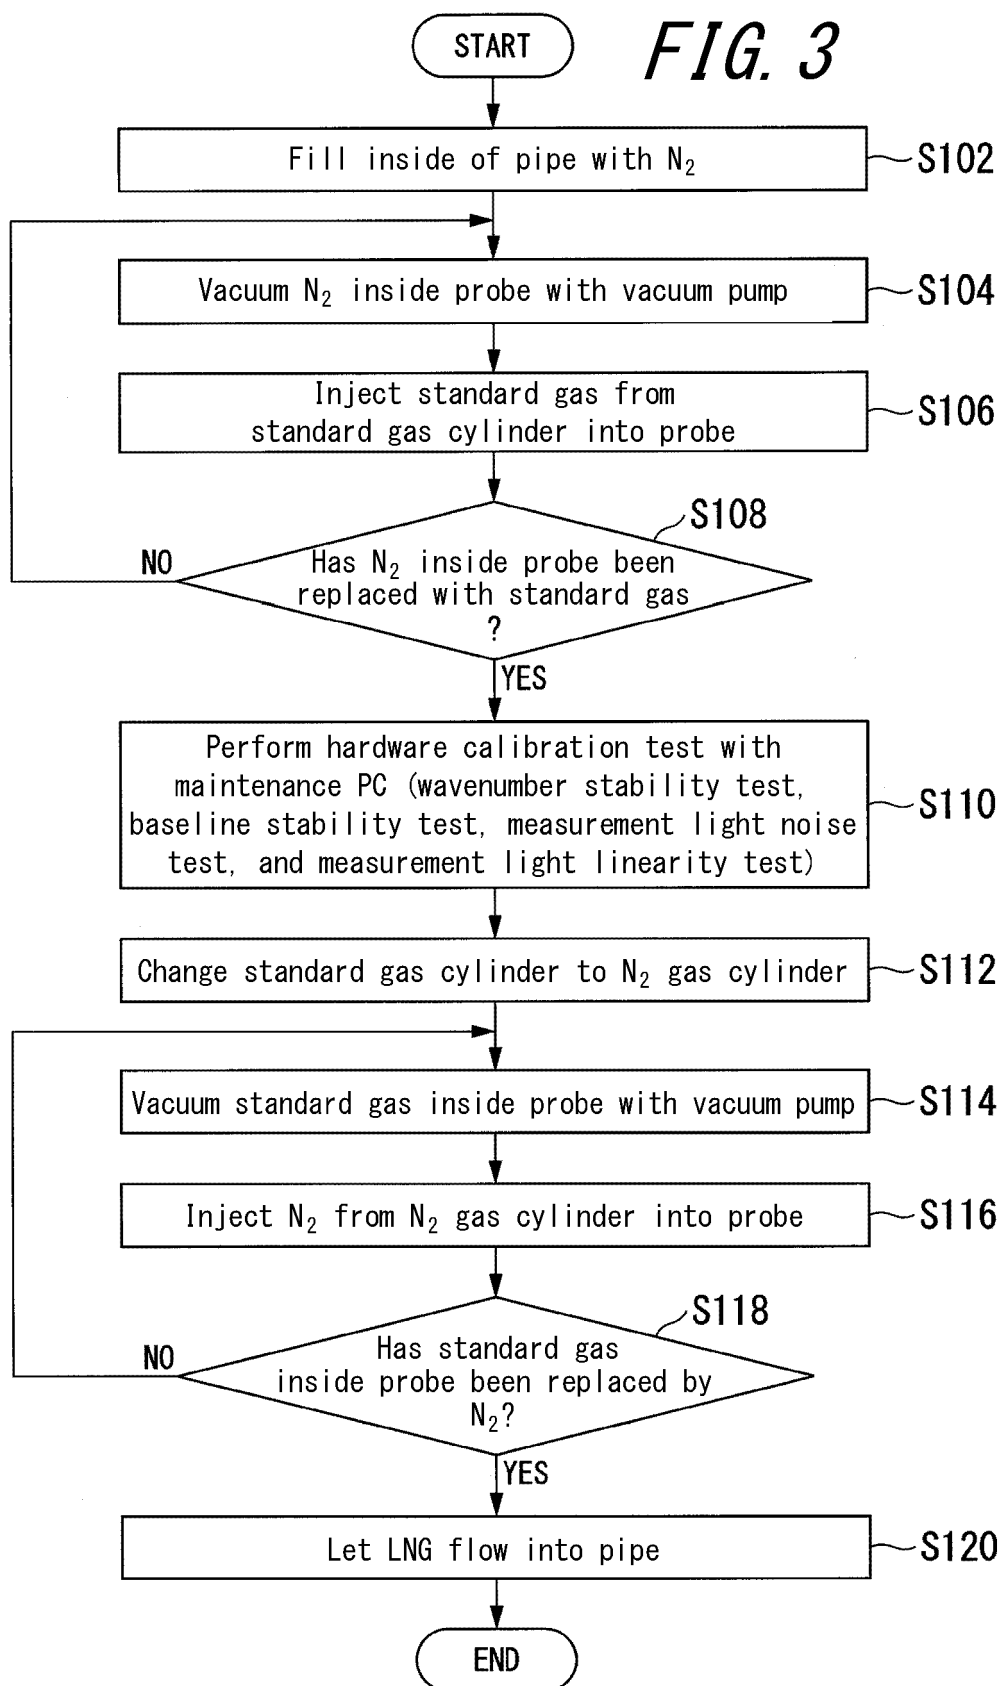 FIG. 3
START
Fill inside of pipe with N₂
S102
Vacuum N₂ inside probe with vacuum pump
S104
Inject standard gas from
standard gas cylinder into probe
S106
S108
Has N₂ inside probe been
replaced with standard gas
?
NO
YES
Perform hardware calibration test with
maintenance PC (wavenumber stability test,
baseline stability test, measurement light noise
test, and measurement light linearity test)
S110
Change standard gas cylinder to N₂ gas cylinder
S112
Vacuum standard gas inside probe with vacuum pump
S114
Inject N₂ from N₂ gas cylinder into probe
S116
S118
Has standard gas
inside probe been replaced by
N₂?
NO
YES
Let LNG flow into pipe
S120
END